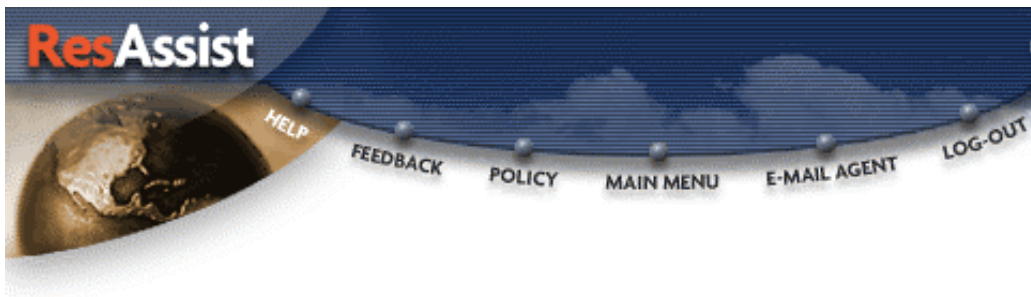 ResAssist
HELP
FEEDBACK
POLICY
MAIN MENU
E-MAIL AGENT
LOG-OUT